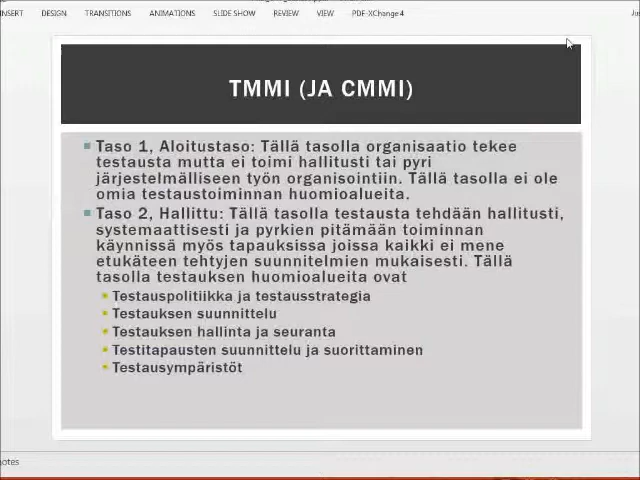 INSERT DESIGN TRANSITIONS ANIMATIONS SLIDE SHOW REVIEW VIEW PDF-XChange 4
TMMI (JA CMMI)
Taso 1, Aloitustaso: Tällä tasolla organisaatio tekee
testausta mutta ei toimi hallitusti tai pyri
järjestelmälliseen työn organisointiin. Tällä tasolla ei ole
omia testaustoiminnan huomioalueita.
Taso 2, Hallittu: Tällä tasolla testausta tehdään hallitusti,
systemaattisesti ja pyrkien pitämään toiminnan
käynnissä myös tapauksissa joissa kaikki ei mene
etukäteen tehtyjen suunnitelmien mukaisesti. Tällä
tasolla testauksen huomioalueita ovat
Testauspolitiikka ja testausstrategia
Testauksen suunnittelu
Testauksen hallinta ja seuranta
Testitapausten suunnittelu ja suorittaminen
Testausympäristöt